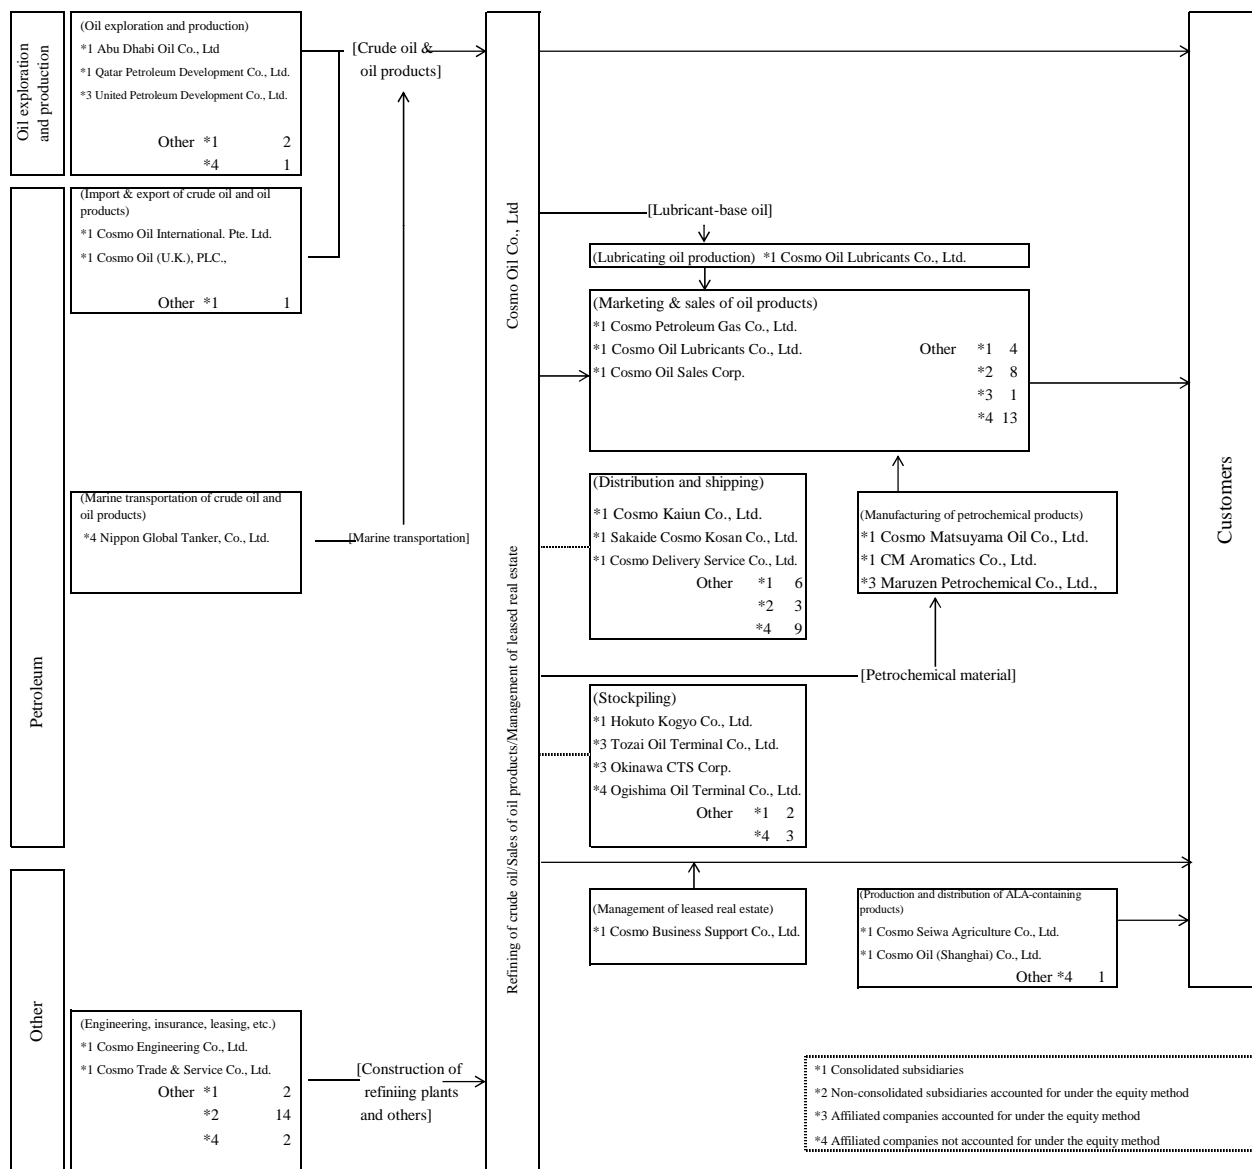 Oil exploration
and production
(Oil exploration and production)
*1 Abu Dhabi Oil Co., Ltd
*1 Qatar Petroleum Development Co., Ltd.
*3 United Petroleum Development Co., Ltd.
Other *1 2
*4 1
[Crude oil &
oil products]
Petroleum
(Import & export of crude oil and oil
products)
*1 Cosmo Oil International. Pte. Ltd.
*1 Cosmo Oil (U.K.), PLC.,
Other *1 1
(Marine transportation of crude oil and
oil products)
*4 Nippon Global Tanker, Co., Ltd.
[Marine transportation]
Other
(Engineering, insurance, leasing, etc.)
*1 Cosmo Engineering Co., Ltd.
*1 Cosmo Trade & Service Co., Ltd.
Other *1 2
*2 14
*4 2
[Construction of
refiniing plants
and others]
Cosmo Oil Co., Ltd
Refining of crude oil/Sales of oil products/Management of leased real estate
[Lubricant-base oil]
(Lubricating oil production) *1 Cosmo Oil Lubricants Co., Ltd.
(Marketing & sales of oil products)
*1 Cosmo Petroleum Gas Co., Ltd.
*1 Cosmo Oil Lubricants Co., Ltd. Other *1 4
*1 Cosmo Oil Sales Corp. *2 8
*3 1
*4 13
(Distribution and shipping)
*1 Cosmo Kaiun Co., Ltd.
*1 Sakaide Cosmo Kosan Co., Ltd.
*1 Cosmo Delivery Service Co., Ltd.
Other *1 6
*2 3
*4 9
(Manufacturing of petrochemical products)
*1 Cosmo Matsuyama Oil Co., Ltd.
*1 CM Aromatics Co., Ltd.
*3 Maruzen Petrochemical Co., Ltd.,
[Petrochemical material]
(Stockpiling)
*1 Hokuto Kogyo Co., Ltd.
*3 Tozai Oil Terminal Co., Ltd.
*3 Okinawa CTS Corp.
*4 Ogishima Oil Terminal Co., Ltd.
Other *1 2
*4 3
(Management of leased real estate)
*1 Cosmo Business Support Co., Ltd.
(Production and distribution of ALA-containing
products)
*1 Cosmo Seiwa Agriculture Co., Ltd.
*1 Cosmo Oil (Shanghai) Co., Ltd.
Other *4 1
Customers
*1 Consolidated subsidiaries
*2 Non-consolidated subsidiaries accounted for under the equity method
*3 Affiliated companies accounted for under the equity method
*4 Affiliated companies not accounted for under the equity method